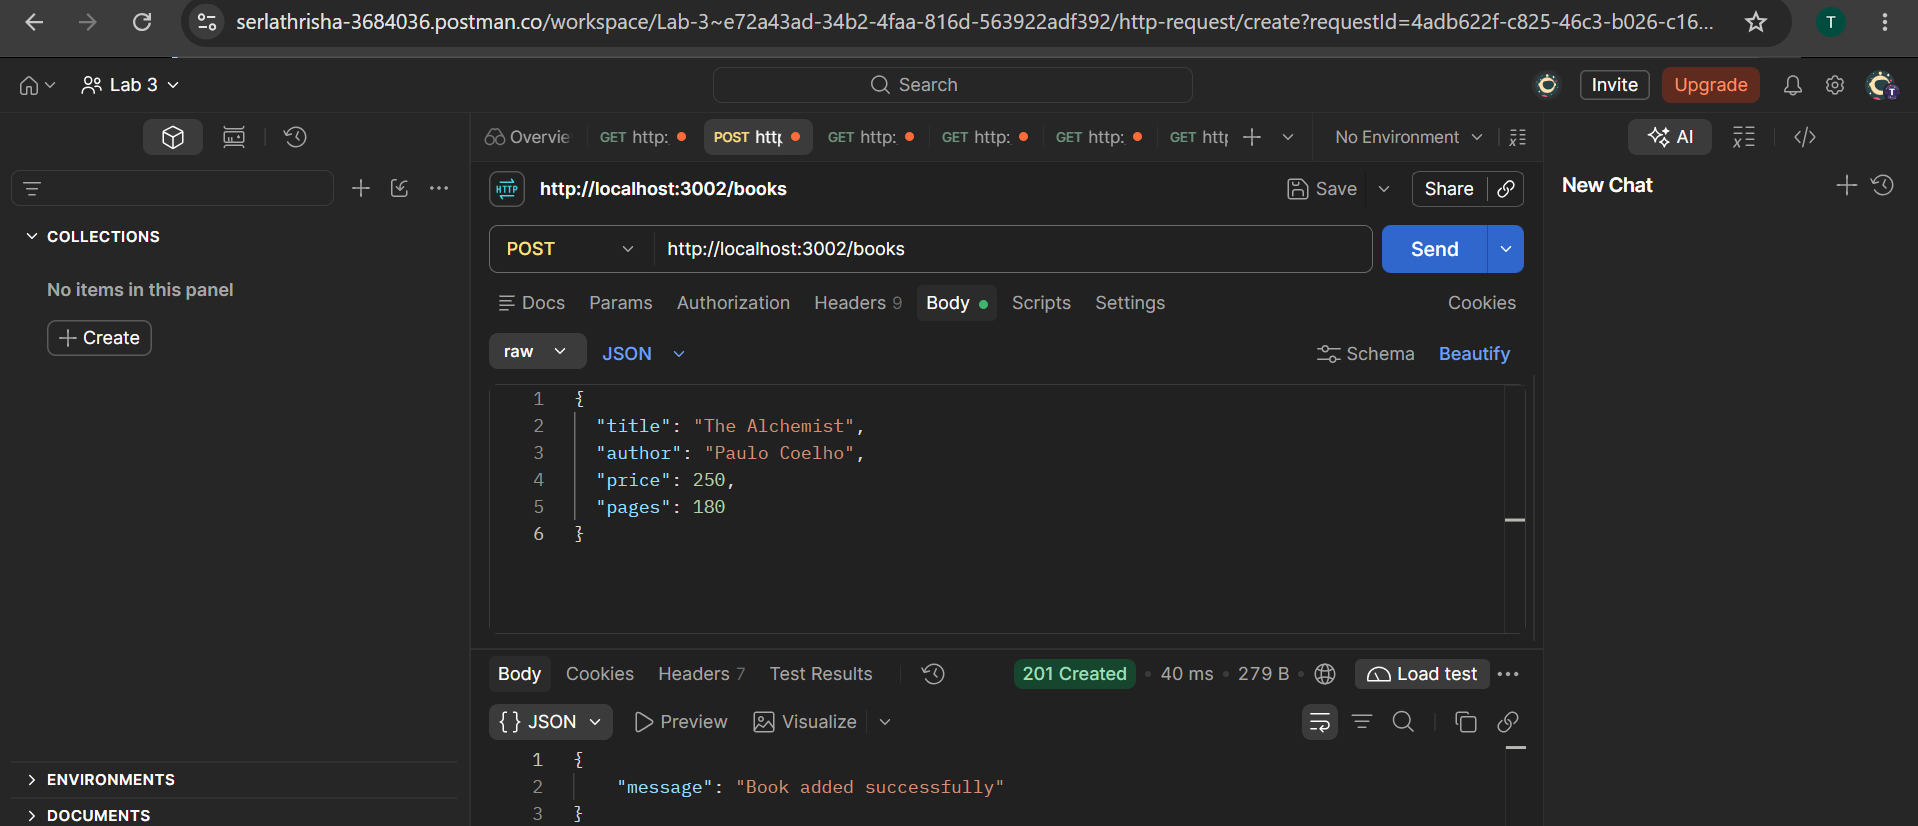 serlathrisha-3684036.postman.co/workspace/Lab-3~e72a43ad-34b2-4faa-816d-563922adf392/http-request/create?requestId=4adb622f-c825-46c3-b026-c16... T
Lab 3 Search Invite Upgrade T
Overvie GET http: POST http GET http: GET http: GET http: GET http No Environment AI
HTTP http://localhost:3002/books Save Share New Chat
COLLECTIONS
No items in this panel
Create
POST http://localhost:3002/books Send
Docs Params Authorization Headers 9 Body Scripts Settings Cookies
raw JSON Schema Beautify
1 {
2 "title": "The Alchemist",
3 "author": "Paulo Coelho",
4 "price": 250,
5 "pages": 180
6 }
Body Cookies Headers 7 Test Results 201 Created • 40 ms • 279 B • Load test
{} JSON Preview Visualize
1 {
2 "message": "Book added successfully"
3 }
ENVIRONMENTS
DOCUMENTS